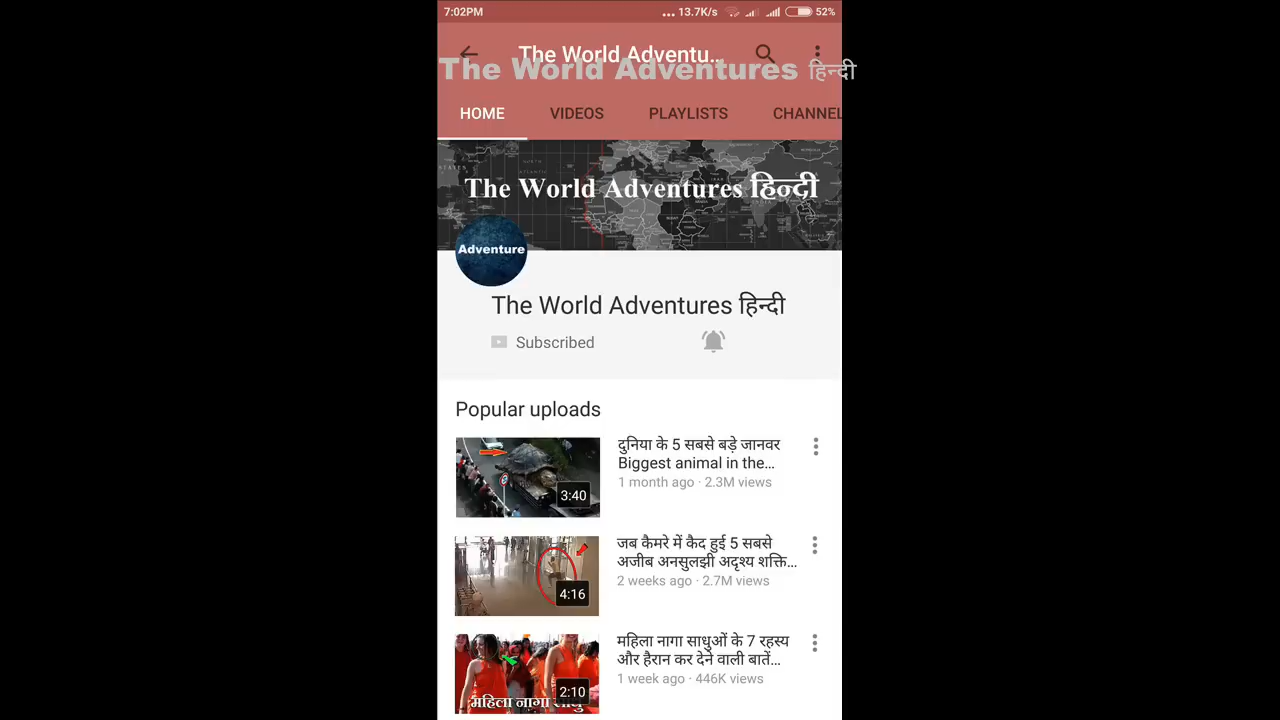 7:02PM
... 13.7K/s
52%
The World Adventu...
The World Adventures हिन्दी
HOME
VIDEOS
PLAYLISTS
CHANNEL
The World Adventures हिन्दी
Adventure
The World Adventures हिन्दी
Subscribed
Popular uploads
दुनिया के 5 सबसे बड़े जानवर
Biggest animal in the...
1 month ago · 2.3M views
3:40
जब कैमरे में कैद हुई 5 सबसे
अजीब अनसुलझी अदृश्य शक्ति...
2 weeks ago · 2.7M views
4:16
महिला नागा साधुओं के 7 रहस्य
और हैरान कर देने वाली बातें...
1 week ago · 446K views
2:10
महिला नागा साधु